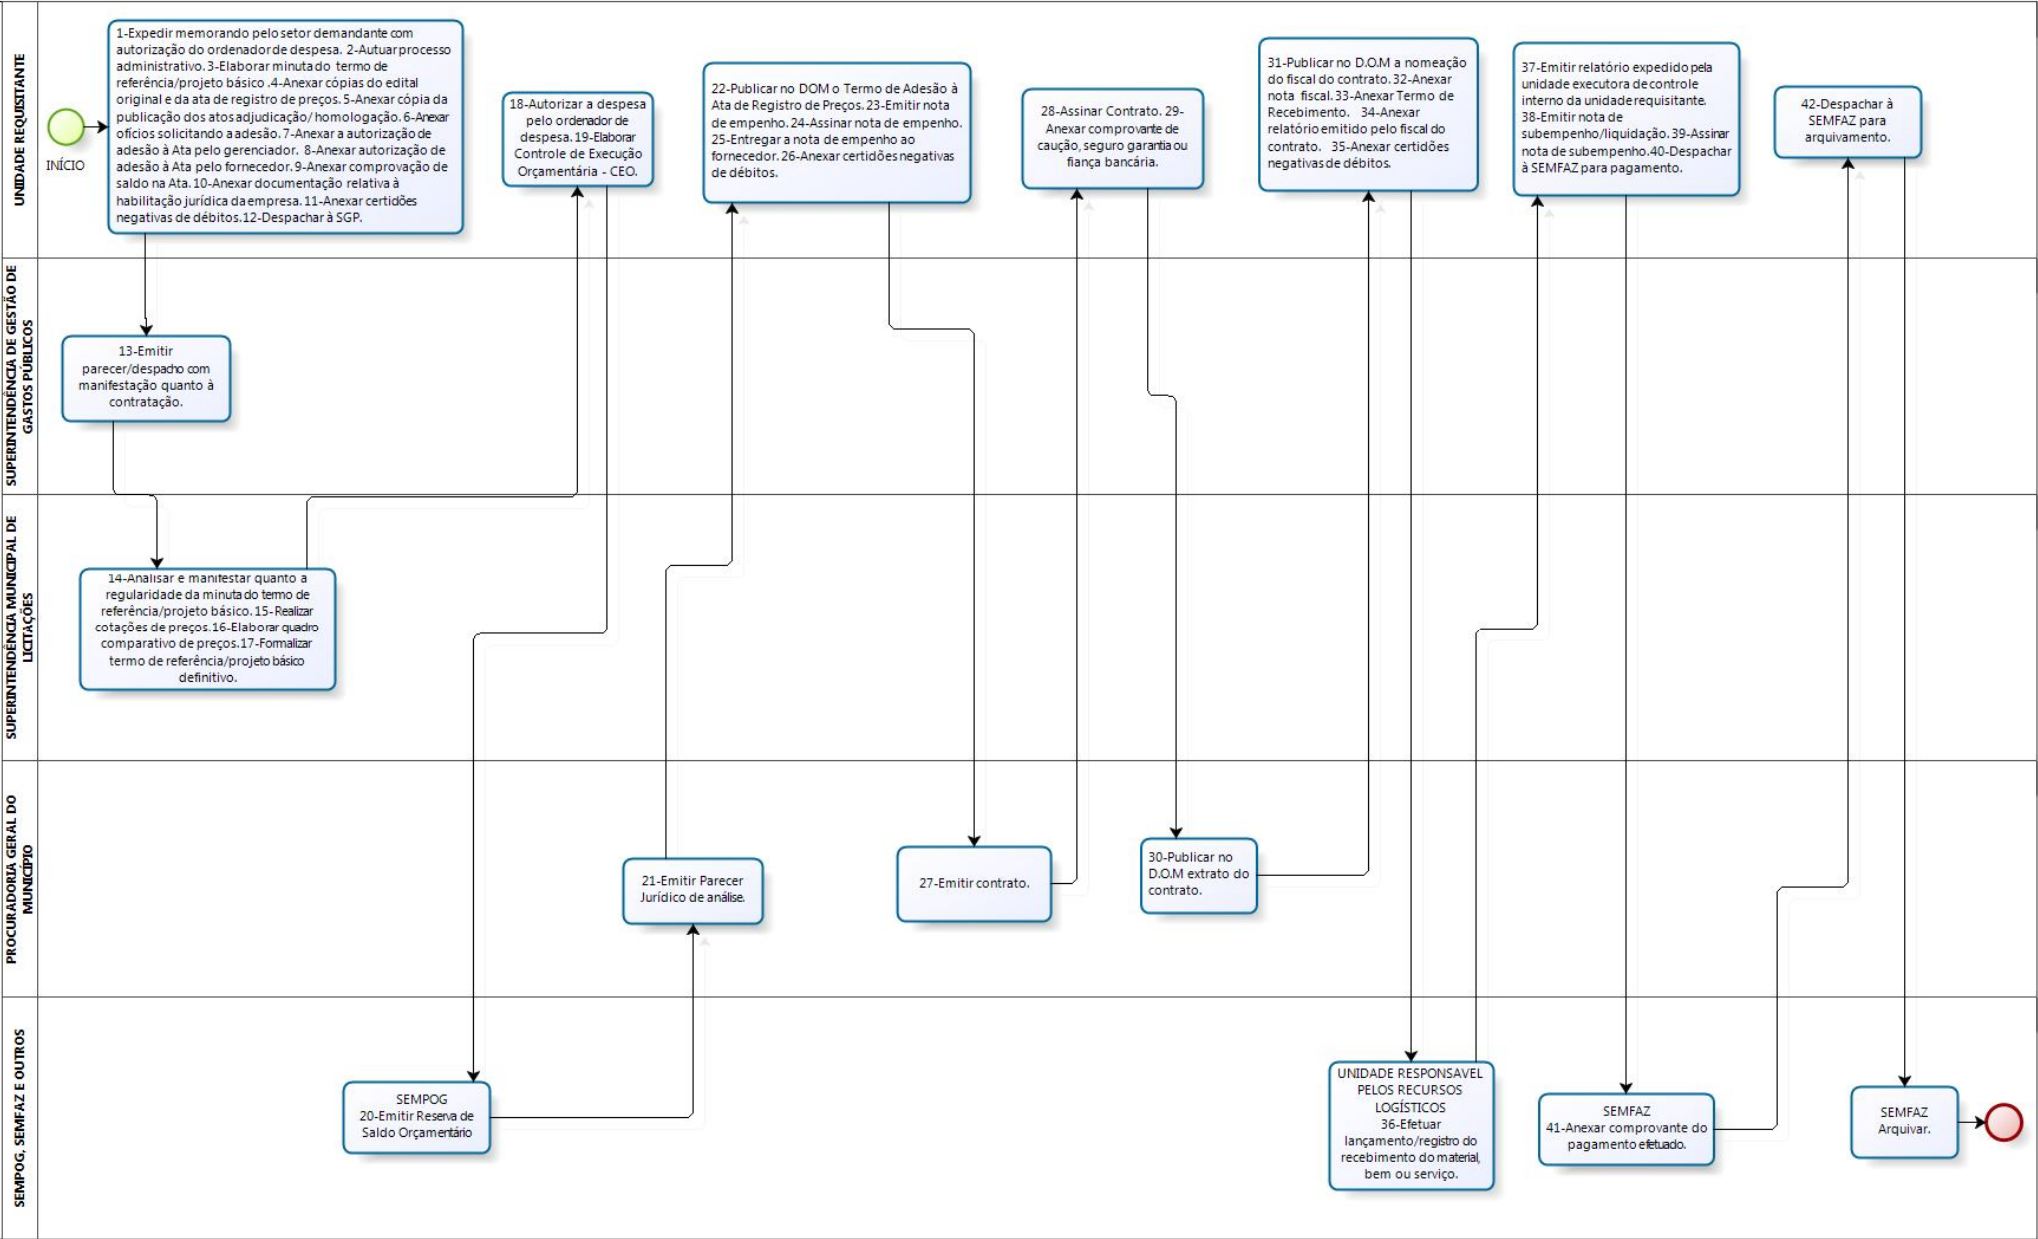 UNIDADE REQUISITANTE
INÍCIO
1-Expedir memorando pelo setor demandante com
autorização do ordenador de despesa. 2-Autuar processo
administrativo. 3-Elaborar minuta do termo de
referência/projeto básico .4-Anexar cópias do edital
original e da ata de registro de preços. 5-Anexar cópia da
publicação dos atos adjudicação/ homologação. 6-Anexar
ofícios solicitando a adesão. 7-Anexar a autorização de
adesão à Ata pelo gerenciador. 8-Anexar autorização de
adesão à Ata pelo fornecedor. 9-Anexar comprovação de
saldo na Ata. 10-Anexar documentação relativa à
habilitação jurídica da empresa. 11-Anexar certidões
negativas de débitos.12-Despachar à SGP.
18-Autorizar a despesa
pelo ordenador de
despesa. 19-Elaborar
Controle de Execução
Orçamentária - CEO.
22-Publicar no DOM o Termo de Adesão à
Ata de Registro de Preços. 23-Emitir nota
de empenho. 24-Assinar nota de empenho.
25-Entregar a nota de empenho ao
fornecedor. 26-Anexar certidões negativas
de débitos.
28-Assinar Contrato. 29-
Anexar comprovante de
caução, seguro garantia ou
fiança bancária.
31-Publicar no D.O.M a nomeação
do fiscal do contrato. 32-Anexar
nota fiscal. 33-Anexar Termo de
Recebimento. 34-Anexar
relatório emitido pelo fiscal do
contrato. 35-Anexar certidões
negativas de débitos.
37-Emitir relatório expedido pela
unidade executora de controle
interno da unidade requisitante.
38-Emitir nota de
subempenho/liquidação. 39-Assinar
nota de subempenho. 40-Despachar
à SEMFAZ para pagamento.
42-Despachar à
SEMFAZ para
arquivamento.
SUPERINTENDÊNCIA DE GESTÃO DE
GASTOS PÚBLICOS
13-Emitir
parecer/despacho com
manifestação quanto à
contratação.
SUPERINTENDÊNCIA MUNICIPAL DE
LICITAÇÕES
14-Analisar e manifestar quanto a
regularidade da minuta do termo de
referência/projeto básico. 15-Realizar
cotações de preços. 16-Elaborar quadro
comparativo de preços.17-Formalizar
termo de referência/projeto básico
definitivo.
PROCURADORIA GERAL DO
MUNICÍPIO
21-Emitir Parecer
Jurídico de análise.
27-Emitir contrato.
30-Publicar no
D.O.M extrato do
contrato.
SEMPOG, SEMFAZ E OUTROS
SEMPOG
20-Emitir Reserva de
Saldo Orçamentário
UNIDADE RESPONSAVEL
PELOS RECURSOS
LOGÍSTICOS
36-Efetuar
lançamento/registro do
recebimento do material,
bem ou serviço.
SEMFAZ
41-Anexar comprovante do
pagamento efetuado.
SEMFAZ
Arquivar.